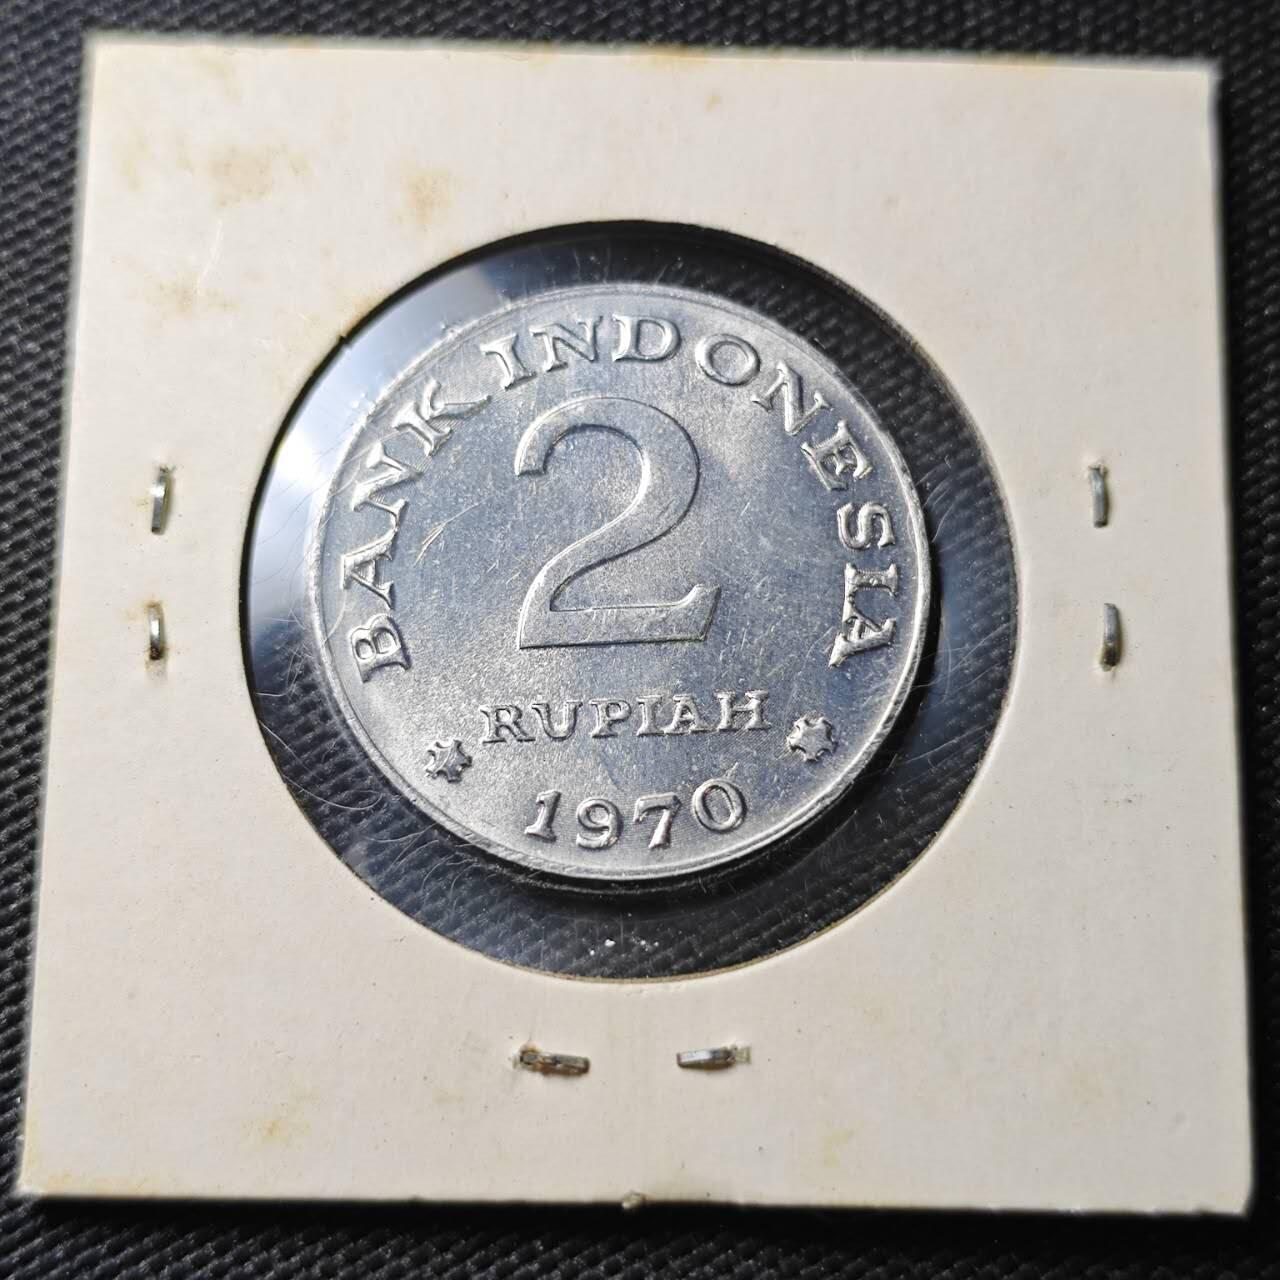 BANK INDONESIA
2
RUPIAH
1970